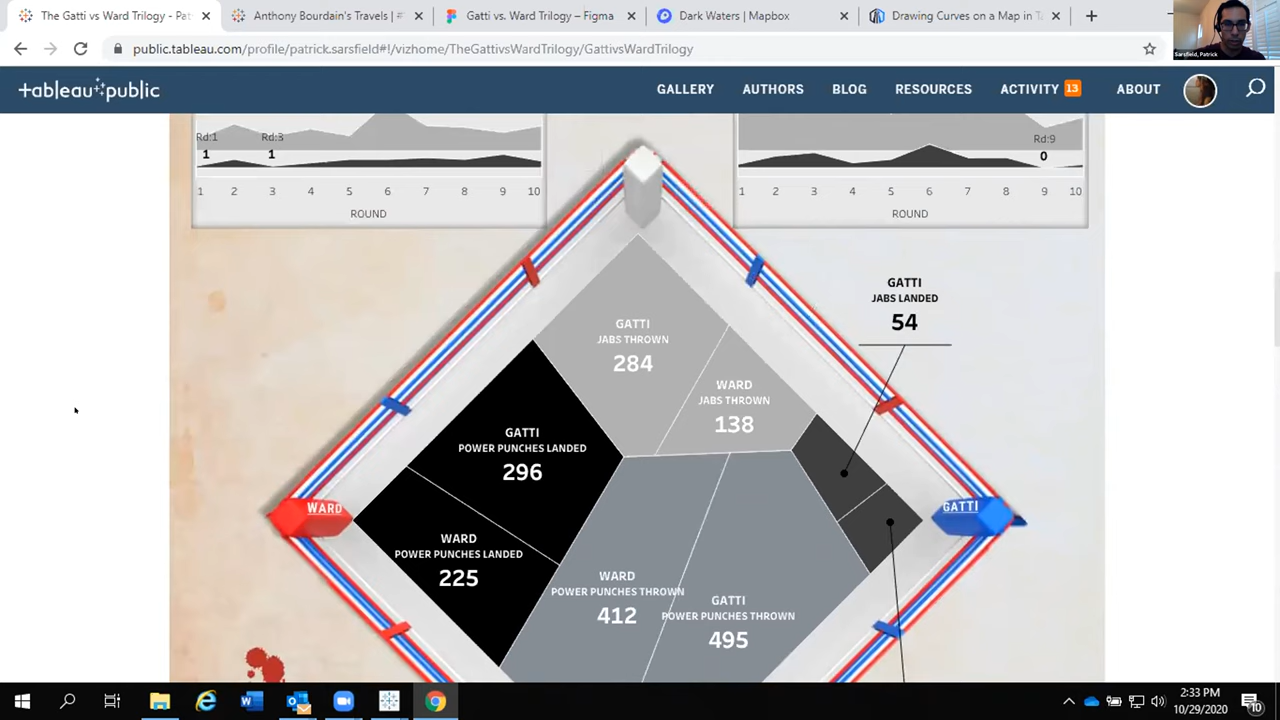 The Gatti vs Ward Trilogy - Pat
Anthony Bourdain's Travels |
Gatti vs. Ward Trilogy – Figma
Dark Waters | Mapbox
Drawing Curves on a Map in Ta
public.tableau.com/profile/patrick.sarsfield#!/vizhome/TheGattivsWardTrilogy/GattivsWardTrilogy
Sarsfield, Patrick
+ableau public
GALLERY
AUTHORS
BLOG
RESOURCES
ACTIVITY 13
ABOUT
Rd:1
1
Rd:3
1
1 2 3 4 5 6 7 8 9 10
ROUND
Rd:9
0
1 2 3 4 5 6 7 8 9 10
ROUND
GATTI
JABS LANDED
54
GATTI
JABS THROWN
284
WARD
JABS THROWN
138
GATTI
POWER PUNCHES LANDED
296
WARD
GATTI
WARD
POWER PUNCHES LANDED
225
WARD
POWER PUNCHES THROWN
412
GATTI
POWER PUNCHES THROWN
495
2:33 PM
10/29/2020
10